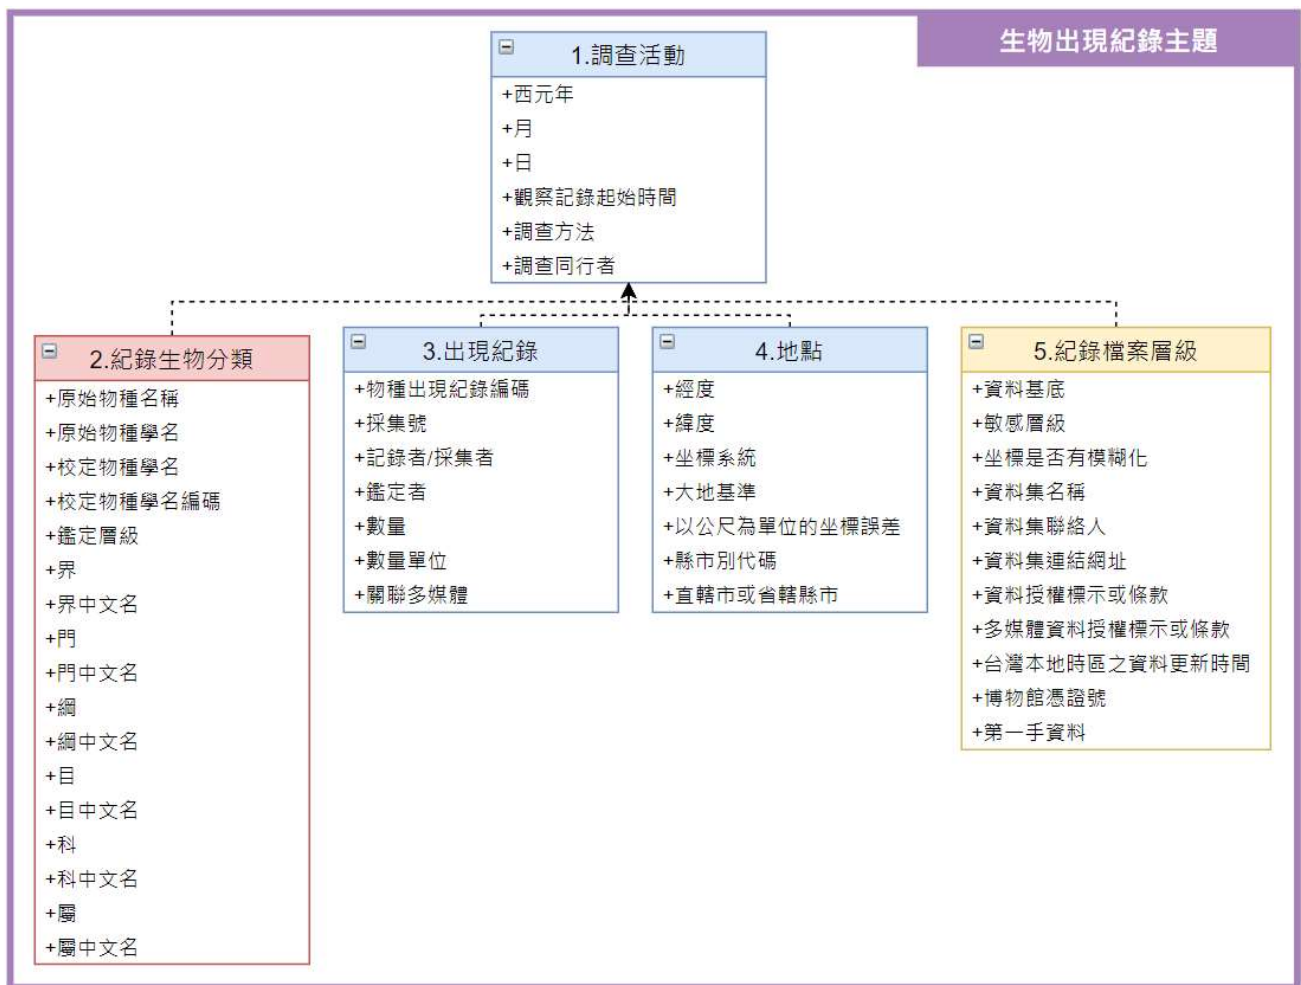 生物出現紀錄主題
1.調查活動
+西元年
+月
+日
+觀察記錄起始時間
+調查方法
+調查同行者
2.紀錄生物分類
+原始物種名稱
+原始物種學名
+校定物種學名
+校定物種學名編碼
+鑑定層級
+界
+界中文名
+門
+門中文名
+綱
+綱中文名
+目
+目中文名
+科
+科中文名
+屬
+屬中文名
3.出現紀錄
+物種出現紀錄編碼
+採集號
+記錄者/採集者
+鑑定者
+數量
+數量單位
+關聯多媒體
4.地點
+經度
+緯度
+坐標系統
+大地基準
+以公尺為單位的坐標誤差
+縣市別代碼
+直轄市或省轄縣市
5.紀錄檔案層級
+資料基底
+敏感層級
+坐標是否有模糊化
+資料集名稱
+資料集聯絡人
+資料集連結網址
+資料授權標示或條款
+多媒體資料授權標示或條款
+台灣本地時區之資料更新時間
+博物館憑證號
+第一手資料